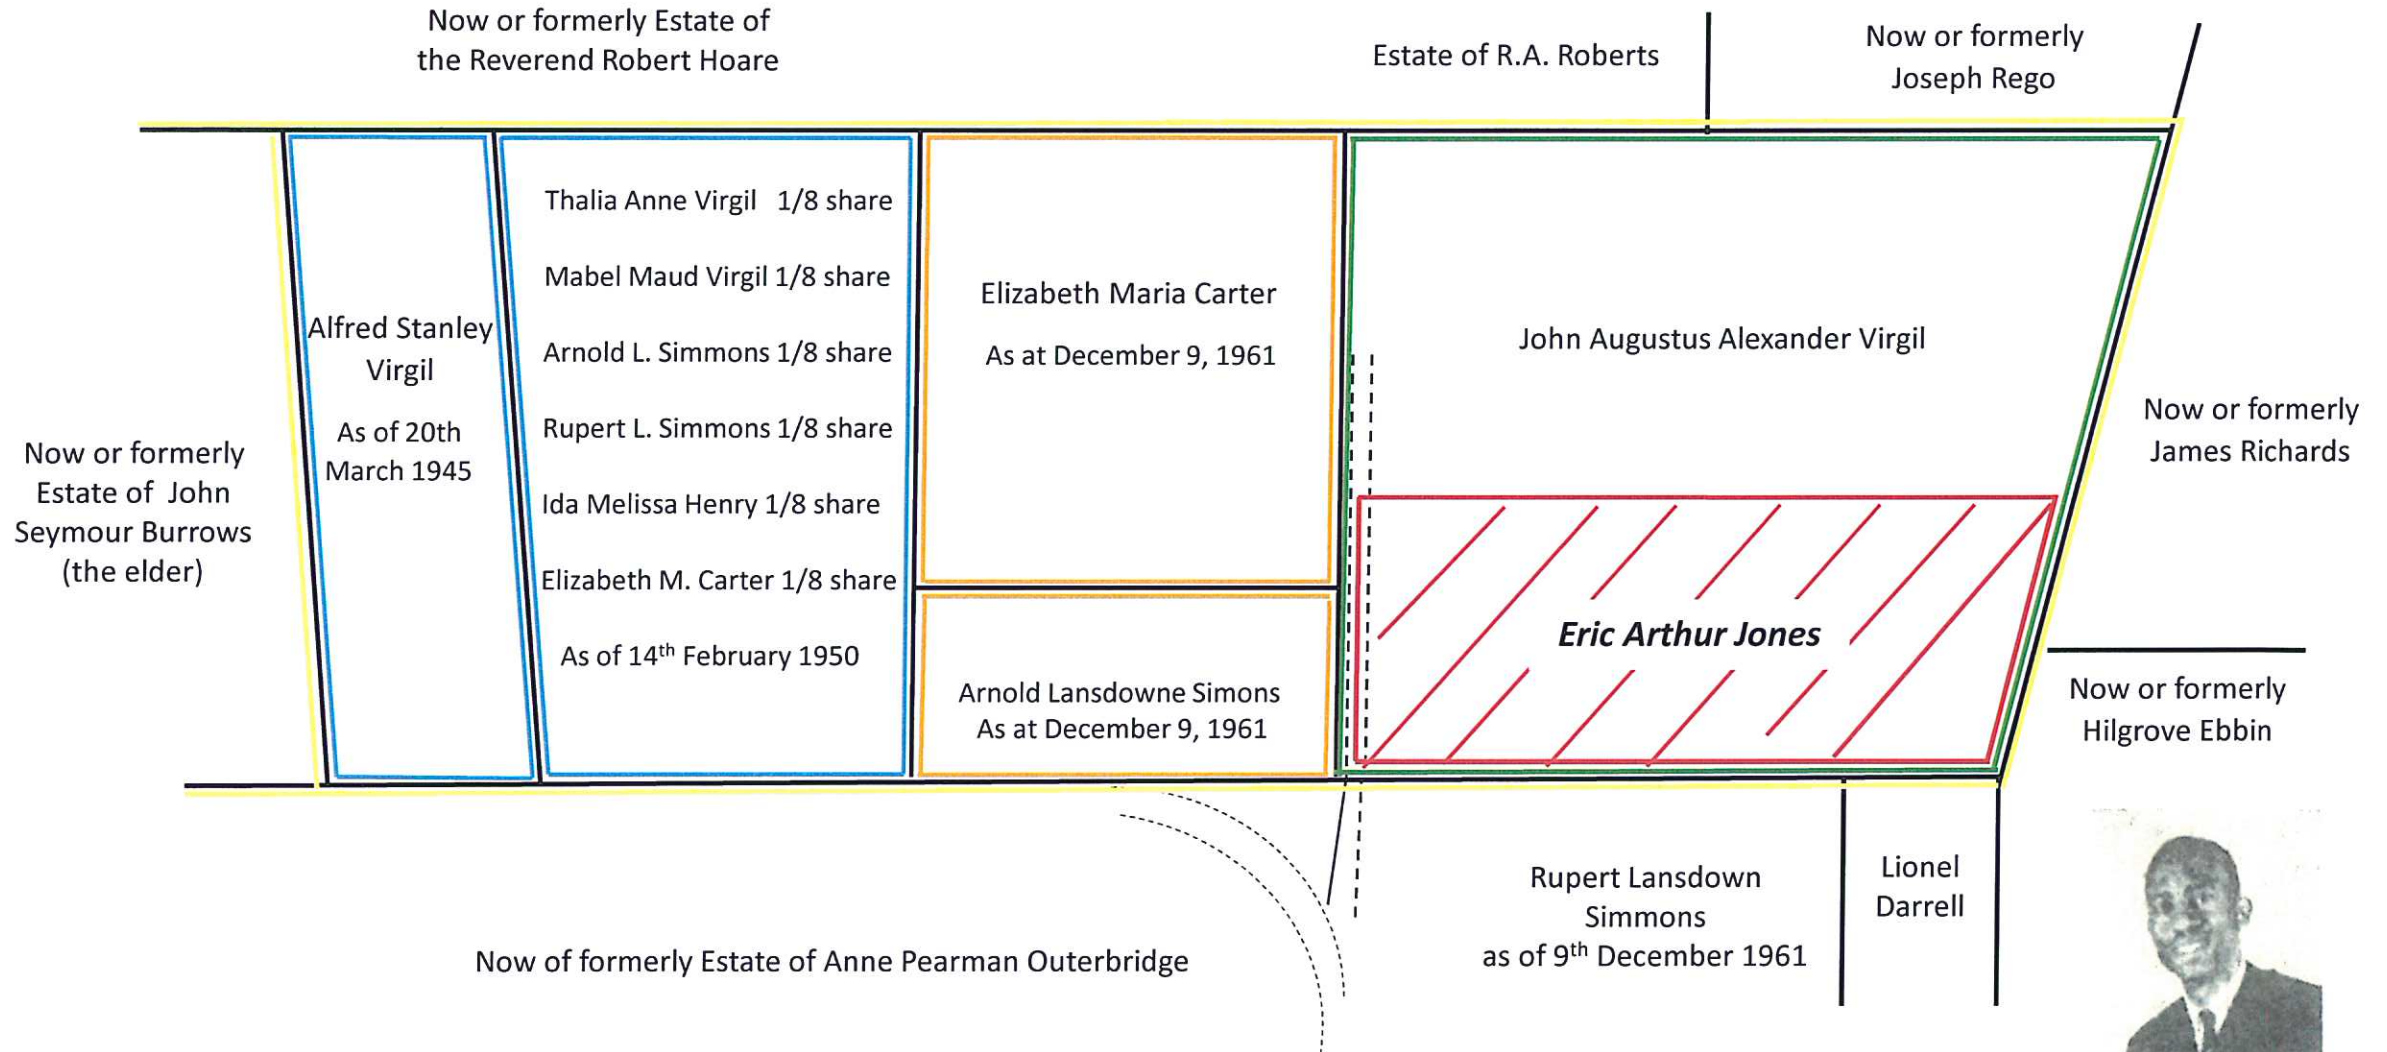 Now or formerly Estate of
the Reverend Robert Hoare
Estate of R.A. Roberts
Now or formerly
Joseph Rego
Now or formerly
Estate of John
Seymour Burrows
(the elder)
Alfred Stanley
Virgil
As of 20th
March 1945
Thalia Anne Virgil 1/8 share
Mabel Maud Virgil 1/8 share
Arnold L. Simmons 1/8 share
Rupert L. Simmons 1/8 share
Ida Melissa Henry 1/8 share
Elizabeth M. Carter 1/8 share
As of 14th February 1950
Elizabeth Maria Carter
As at December 9, 1961
Arnold Lansdowne Simons
As at December 9, 1961
John Augustus Alexander Virgil
Eric Arthur Jones
Now or formerly
James Richards
Now or formerly
Hilgrove Ebbin
Now of formerly Estate of Anne Pearman Outerbridge
Rupert Lansdown
Simmons
as of 9th December 1961
Lionel
Darrell